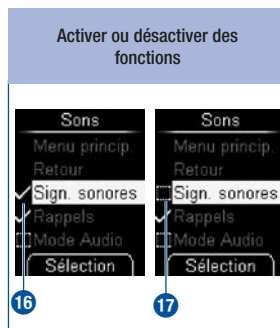 Activer ou désactiver des
fonctions
Sons
Menu princip.
Retour
Sign. sonores
Rappels
Mode Audio
Sélection
16
Sons
Menu princip.
Retour
Sign. sonores
Rappels
Mode Audio
Sélection
17